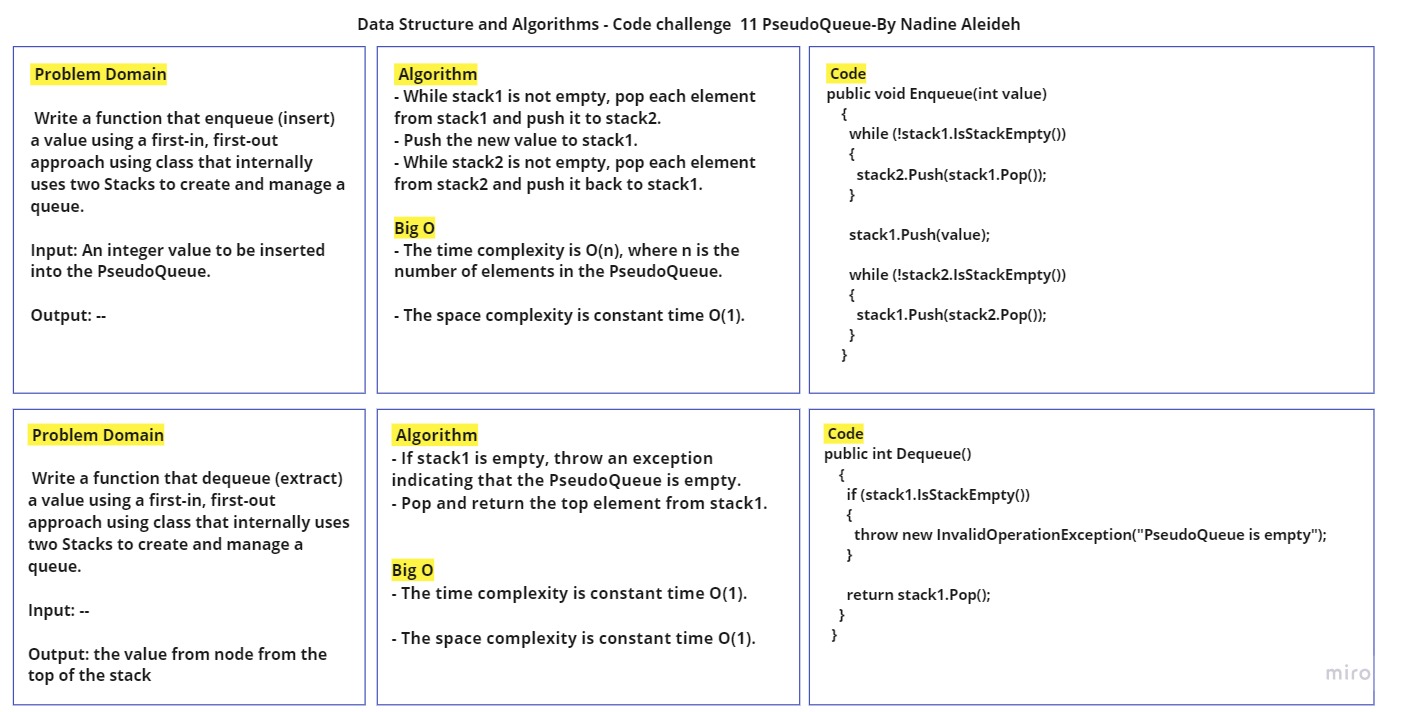 Data Structure and Algorithms - Code challenge  11 PseudoQueue-By Nadine Aleideh
Problem Domain
Write a function that enqueue (insert)
a value using a first-in, first-out
approach using class that internally
uses two Stacks to create and manage a
queue.
Input: An integer value to be inserted
into the PseudoQueue.
Output: --
Algorithm
- While stack1 is not empty, pop each element
from stack1 and push it to stack2.
- Push the new value to stack1.
- While stack2 is not empty, pop each element
from stack2 and push it back to stack1.
Big O
- The time complexity is O(n), where n is the
number of elements in the PseudoQueue.
- The space complexity is constant time O(1).
Code
public void Enqueue(int value)
{
while (!stack1.IsStackEmpty())
{
stack2.Push(stack1.Pop());
}
stack1.Push(value);
while (!stack2.IsStackEmpty())
{
stack1.Push(stack2.Pop());
}
}
Problem Domain
Write a function that dequeue (extract)
a value using a first-in, first-out
approach using class that internally uses
two Stacks to create and manage a
queue.
Input: --
Output: the value from node from the
top of the stack
Algorithm
- If stack1 is empty, throw an exception
indicating that the PseudoQueue is empty.
- Pop and return the top element from stack1.
Big O
- The time complexity is constant time O(1).
- The space complexity is constant time O(1).
Code
public int Dequeue()
{
if (stack1.IsStackEmpty())
{
throw new InvalidOperationException("PseudoQueue is empty");
}
return stack1.Pop();
}
}
miro